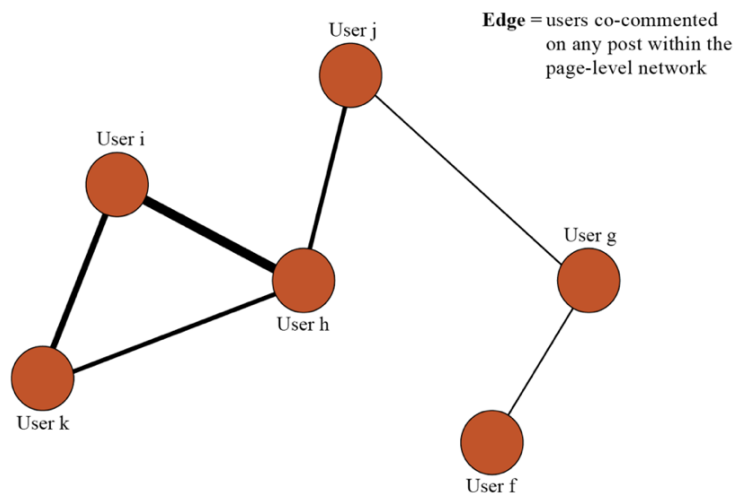 User j
Edge = users co-commented
on any post within the
page-level network
User i
User g
User h
User k
User f